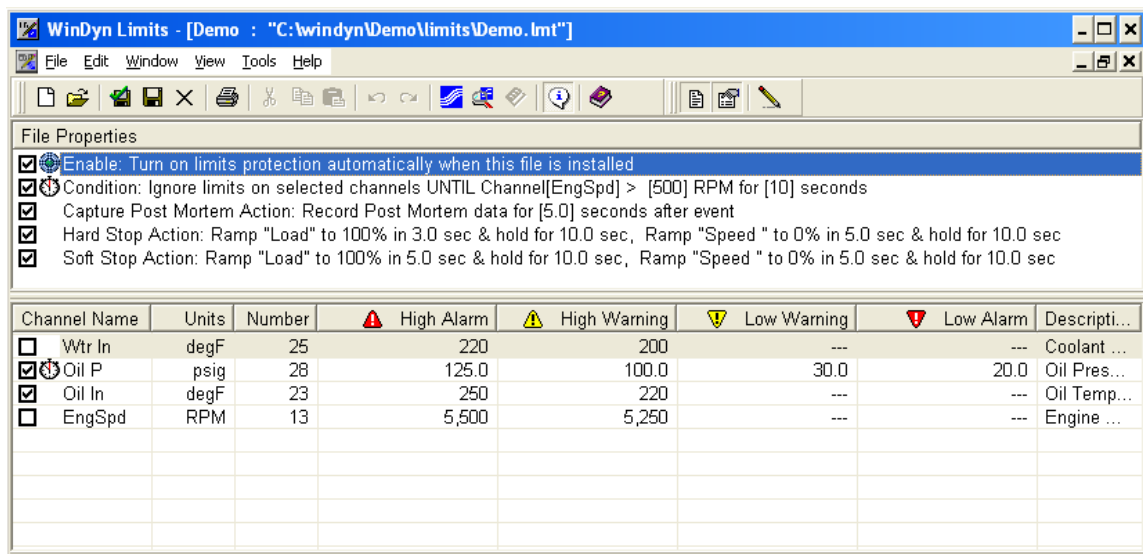 WinDyn Limits - [Demo : "C:\windyn\Demo\limits\Demo.lmt"]
File Edit Window View Tools Help
File Properties
Enable: Turn on limits protection automatically when this file is installed
Condition: Ignore limits on selected channels UNTIL Channel[EngSpd] > [500] RPM for [10] seconds
Capture Post Mortem Action: Record Post Mortem data for [5.0] seconds after event
Hard Stop Action: Ramp "Load" to 100% in 3.0 sec & hold for 10.0 sec, Ramp "Speed " to 0% in 5.0 sec & hold for 10.0 sec
Soft Stop Action: Ramp "Load" to 100% in 5.0 sec & hold for 10.0 sec, Ramp "Speed " to 0% in 5.0 sec & hold for 10.0 sec
Channel Name Units Number High Alarm High Warning Low Warning Low Alarm Descripti...
Wtr In degF 25 220 200 --- --- Coolant ...
Oil P psig 28 125.0 100.0 30.0 20.0 Oil Pres...
Oil In degF 23 250 220 --- --- Oil Temp...
EngSpd RPM 13 5,500 5,250 --- --- Engine ...